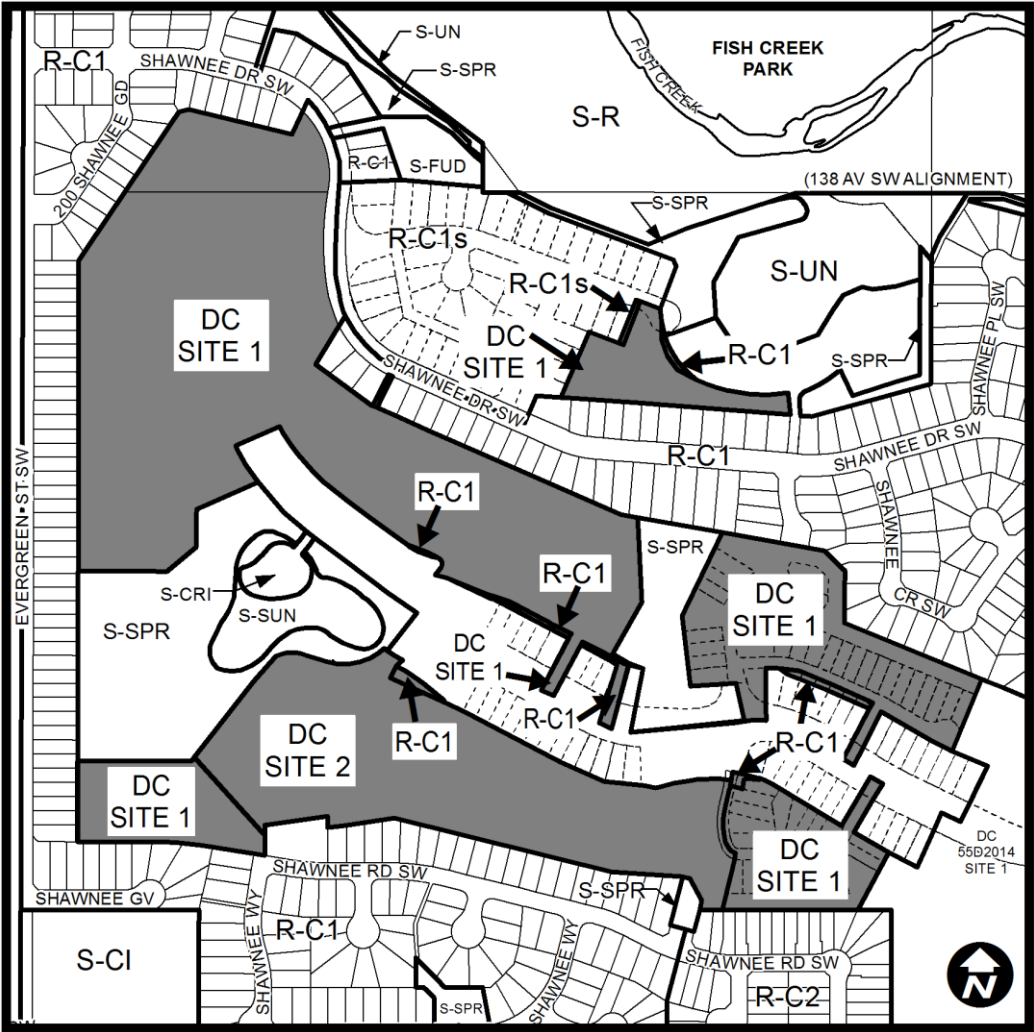 S-UN
FISH CREEK
PARK
FISH CREEK
R-C1
SHAWNEE DR SW
S-SPR
S-R
200 SHAWNEE GD
R-C1
S-FUD
(138 AV SW ALIGNMENT)
S-SPR
R-C1s
S-UN
R-C1s
DC
SITE 1
DC
SITE 1
R-C1
S-SPR
SHAWNEE PL SW
SHAWNEE DR SW
R-C1
SHAWNEE DR SW
EVERGREEN ST SW
R-C1
SHAWNEE
CR SW
S-SPR
R-C1
S-CRI
S-SUN
S-SPR
DC
SITE 1
DC
SITE 1
R-C1
R-C1
R-C1
DC
SITE 2
DC
SITE 1
DC
55D2014
SITE 1
DC
SITE 1
SHAWNEE RD SW
S-SPR
SHAWNEE GV
SHAWNEE WY
R-C1
SHAWNEE WY
S-CI
SHAWNEE RD SW
R-C2
S-SPR
N
SW